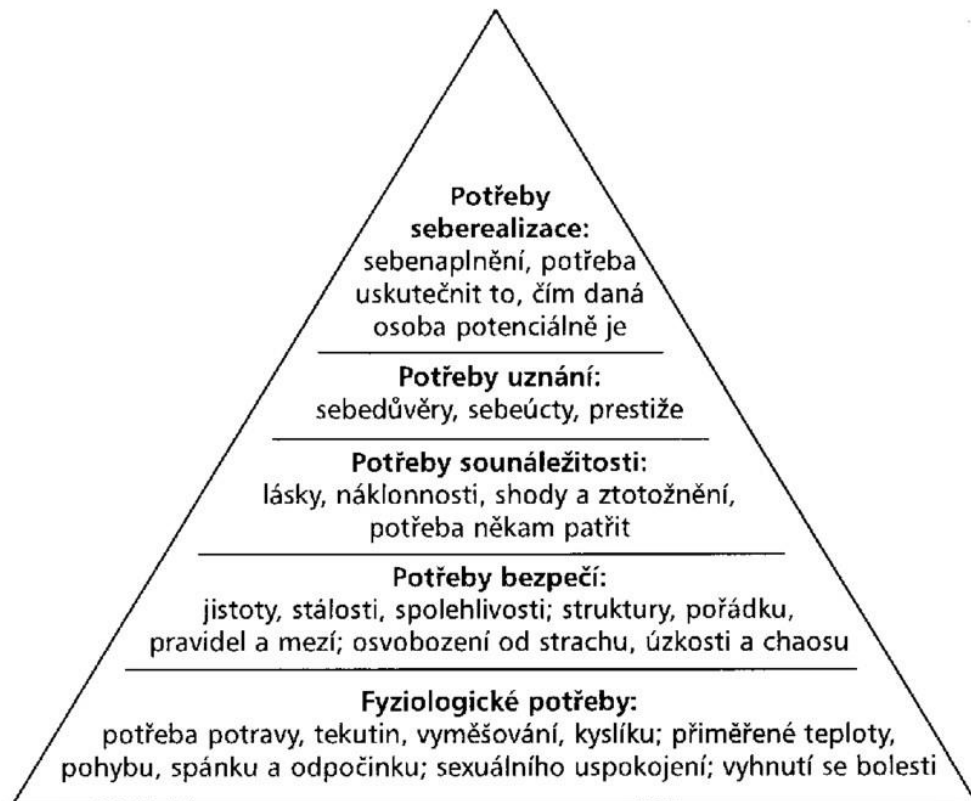 Potřeby
seberealizace:
sebenaplnění, potřeba
uskutečnit to, čím daná
osoba potenciálně je
Potřeby uznání:
sebedůvěry, sebeúcty, prestiže
Potřeby sounáležitosti:
lásky, náklonnosti, shody a ztotožnění,
potřeba někam patřit
Potřeby bezpečí:
jistoty, stálosti, spolehlivosti; struktury, pořádku,
pravidel a mezí; osvobození od strachu, úzkosti a chaosu
Fyziologické potřeby:
potřeba potravy, tekutin, vyměšování, kyslíku; přiměřené teploty,
pohybu, spánku a odpočinku; sexuálního uspokojení; vyhnutí se bolesti